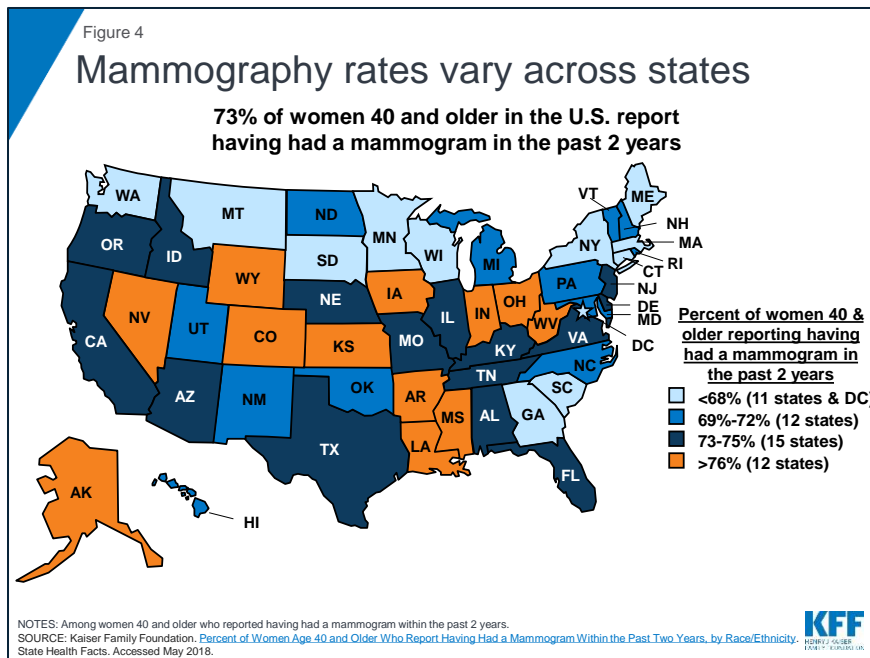 Figure 4
Mammography rates vary across states
73% of women 40 and older in the U.S. report
having had a mammogram in the past 2 years
WA
MT
ND
MN
WI
MI
VT
ME
NH
NY
MA
RI
CT
OR
ID
WY
SD
IA
NE
IL
IN
OH
PA
NJ
DE
MD
DC
WV
VA
NV
UT
CO
KS
MO
KY
CA
AZ
NM
OK
AR
TN
NC
SC
MS
AL
GA
TX
LA
FL
AK
HI
Percent of women 40 &
older reporting having
had a mammogram in
the past 2 years
<68% (11 states & DC)
69%-72% (12 states)
73-75% (15 states)
>76% (12 states)
NOTES: Among women 40 and older who reported having had a mammogram within the past 2 years.
SOURCE: Kaiser Family Foundation. Percent of Women Age 40 and Older Who Report Having Had a Mammogram Within the Past Two Years, by Race/Ethnicity.
State Health Facts. Accessed May 2018.
KFF
HENRY J KAISER
FAMILY FOUNDATION